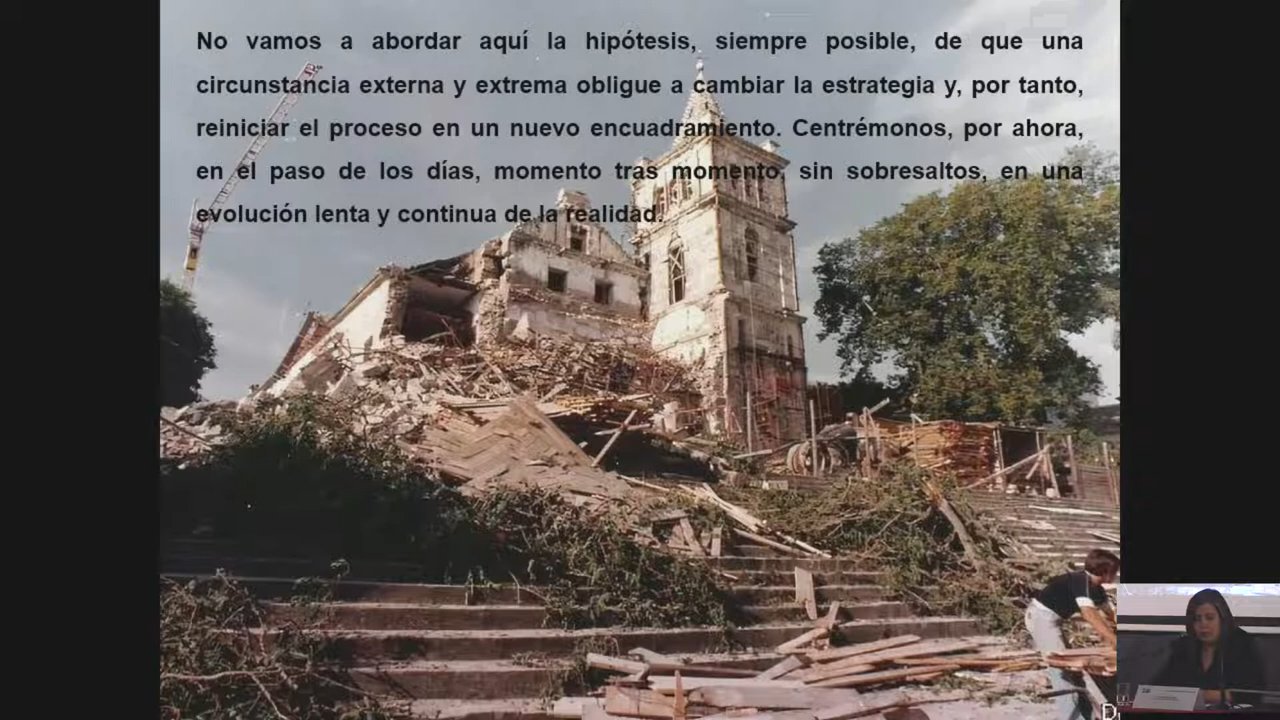 No vamos a abordar aquí la hipótesis, siempre posible, de que una
circunstancia externa y extrema obligue a cambiar la estrategia y, por tanto,
reiniciar el proceso en un nuevo encuadramiento. Centrémonos, por ahora,
en el paso de los días, momento tras momento, sin sobresaltos, en una
evolución lenta y continua de la realidad.